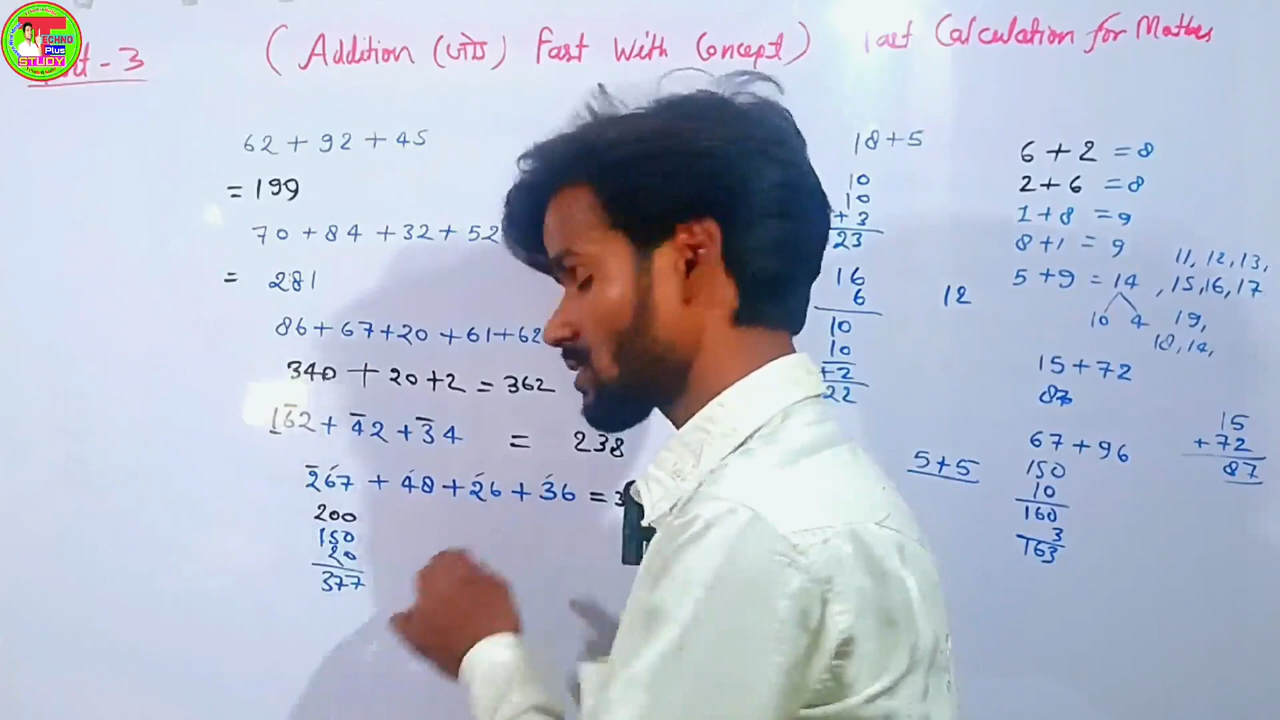 TECHNO
Plus
STUDY
- 3
(Addition (जोड़) Fast With Concept)
Calculation for Maths
62 + 92 + 45
= 199
70 + 84 + 32 + 52
= 281
86 + 67 + 20 + 61 + 62
340 + 20 + 2 = 362
162 + 42 + 34 = 238
267 + 48 + 26 + 36 = 3
200
150
20
377
18 + 5
10
10
+ 3
23
16
6
10
10
+2
22
12
5+5
6 + 2 = 8
2 + 6 = 8
1 + 8 = 9
8 + 1 = 9
5 + 9 = 14
10 4
11, 12, 13,
, 15, 16, 17
19,
18, 14,
15 + 72
87
67 + 96
150
10
160
3
163
15
+ 72
87